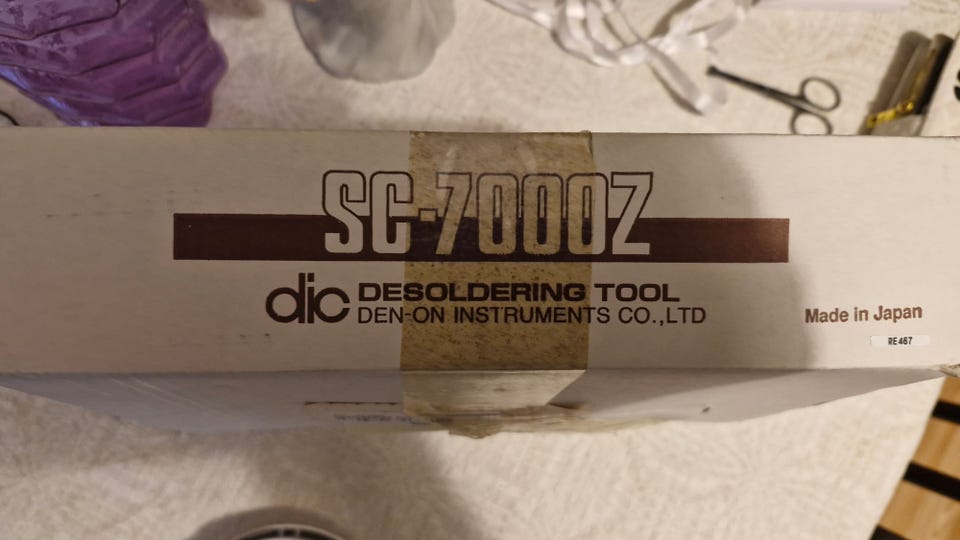 SC-7000Z
dic DESOLDERING TOOL
DEN-ON INSTRUMENTS CO.,LTD
Made in Japan
RE467